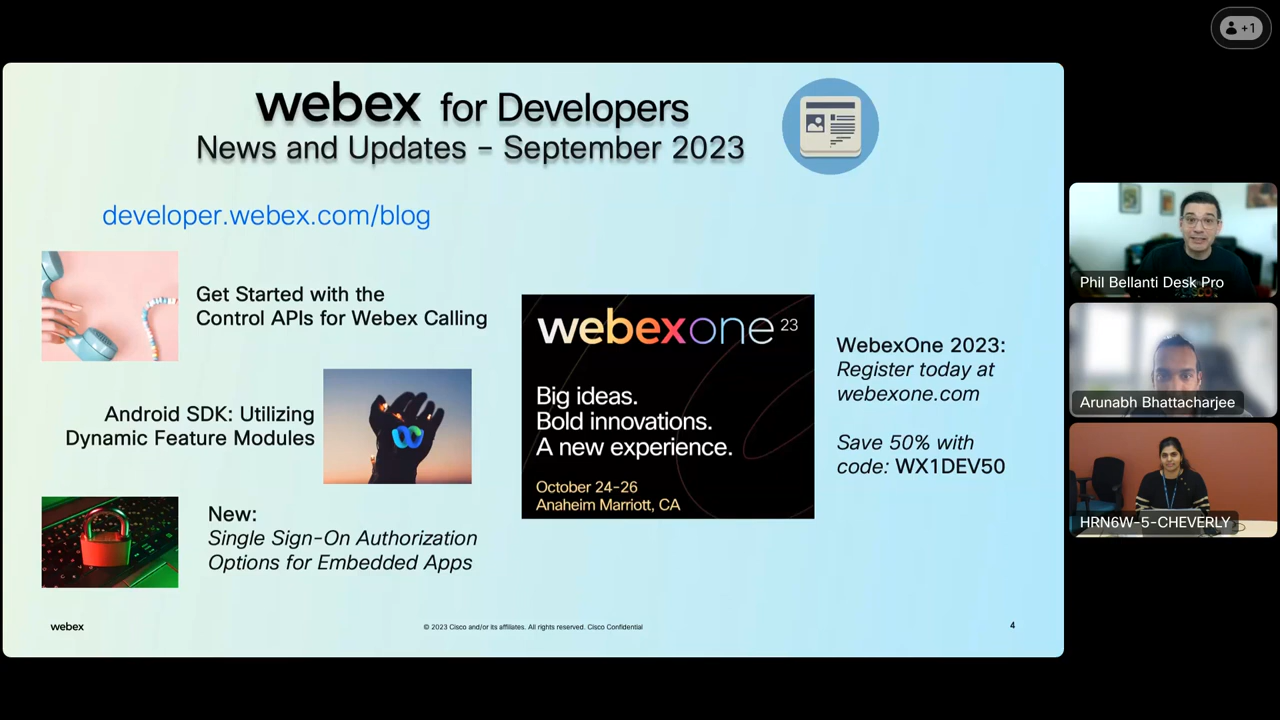 +1
webex for Developers
News and Updates – September 2023
developer.webex.com/blog
Get Started with the
Control APIs for Webex Calling
Android SDK: Utilizing
Dynamic Feature Modules
New:
Single Sign-On Authorization
Options for Embedded Apps
webexone 23
Big ideas.
Bold innovations.
A new experience.
October 24-26
Anaheim Marriott, CA
WebexOne 2023:
Register today at
webexone.com
Save 50% with
code: WX1DEV50
webex
© 2023 Cisco and/or its affiliates. All rights reserved. Cisco Confidential
4
Phil Bellanti Desk Pro
Arunabh Bhattacharjee
HRN6W-5-CHEVERLY